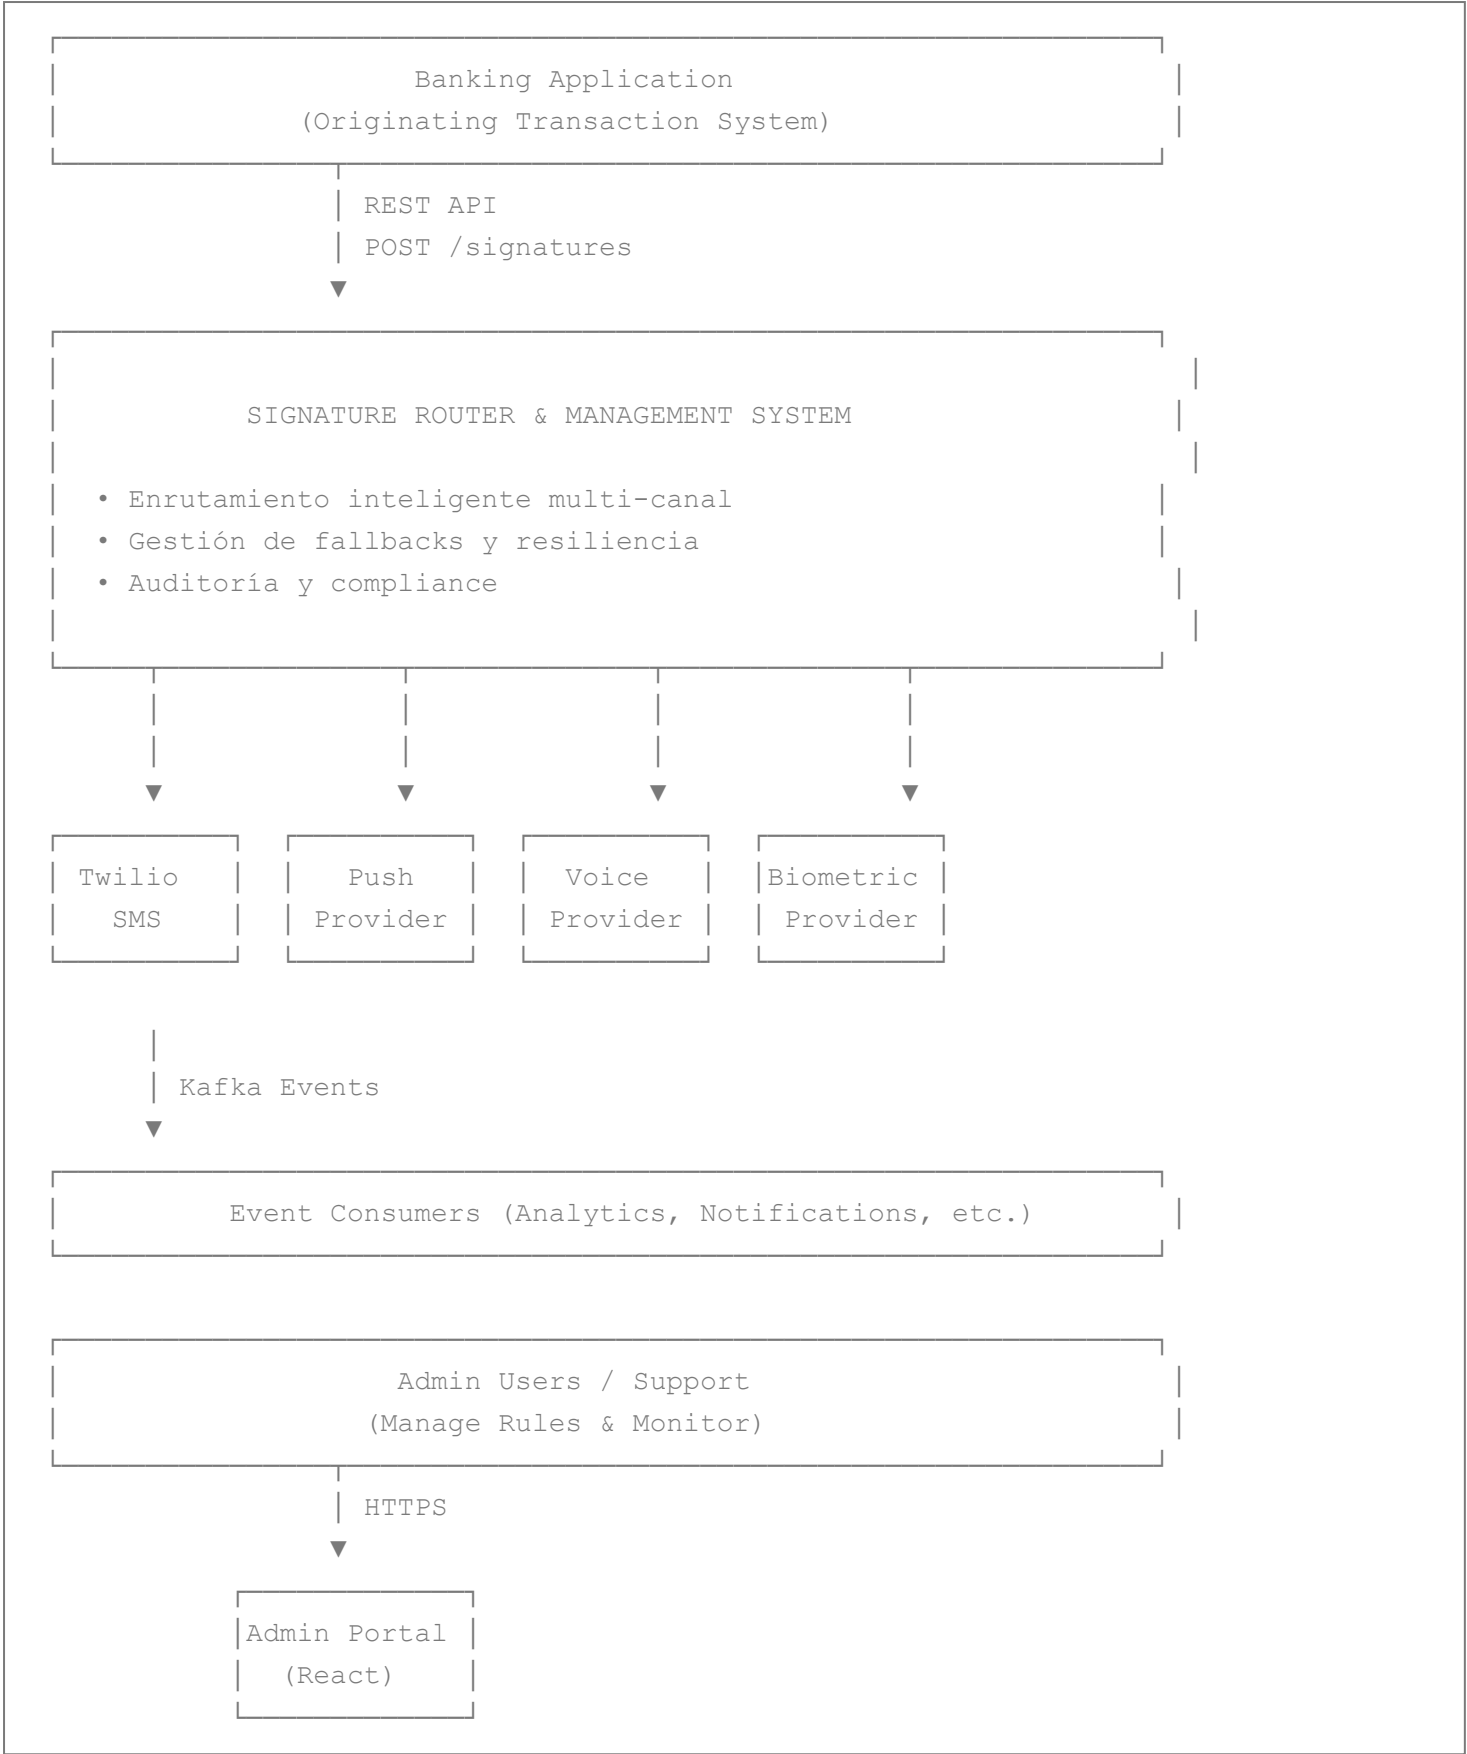 Banking Application
(Originating Transaction System)
REST API
POST /signatures
SIGNATURE ROUTER & MANAGEMENT SYSTEM
• Enrutamiento inteligente multi-canal
• Gestión de fallbacks y resiliencia
• Auditoría y compliance
Twilio Push Voice Biometric
SMS Provider Provider Provider
Kafka Events
Event Consumers (Analytics, Notifications, etc.)
Admin Users / Support
(Manage Rules & Monitor)
HTTPS
Admin Portal
(React)